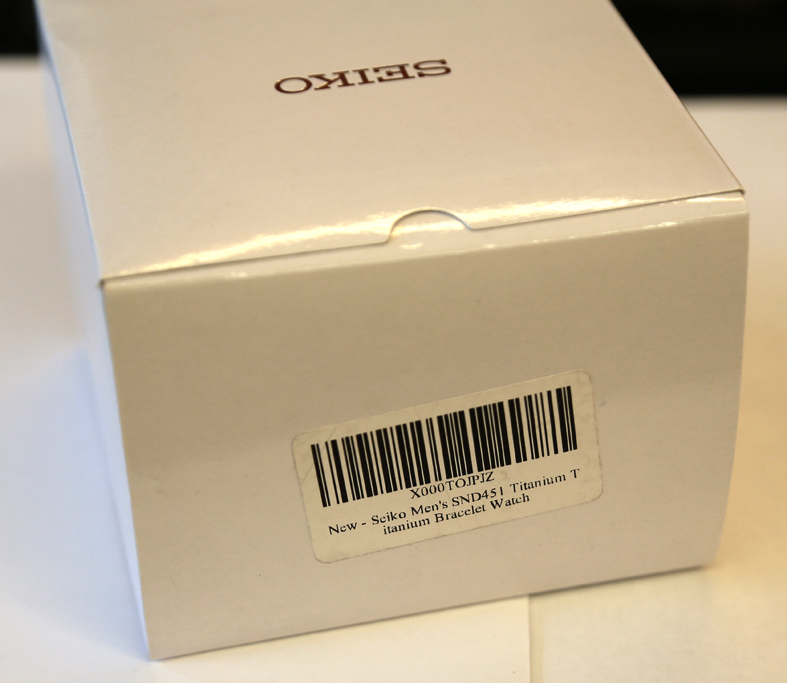 SEIKO
X000TOJPJZ
New - Seiko Men's SND451 Titanium T
itanium Bracelet Watch